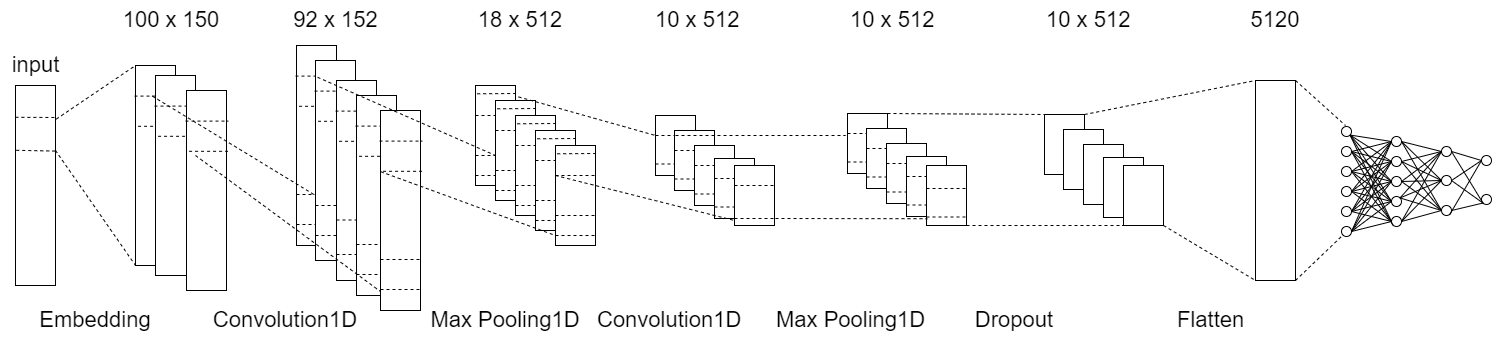 100 x 150
92 x 152
18 x 512
10 x 512
10 x 512
10 x 512
5120
input
Embedding
Convolution1D
Max Pooling1D
Convolution1D
Max Pooling1D
Dropout
Flatten